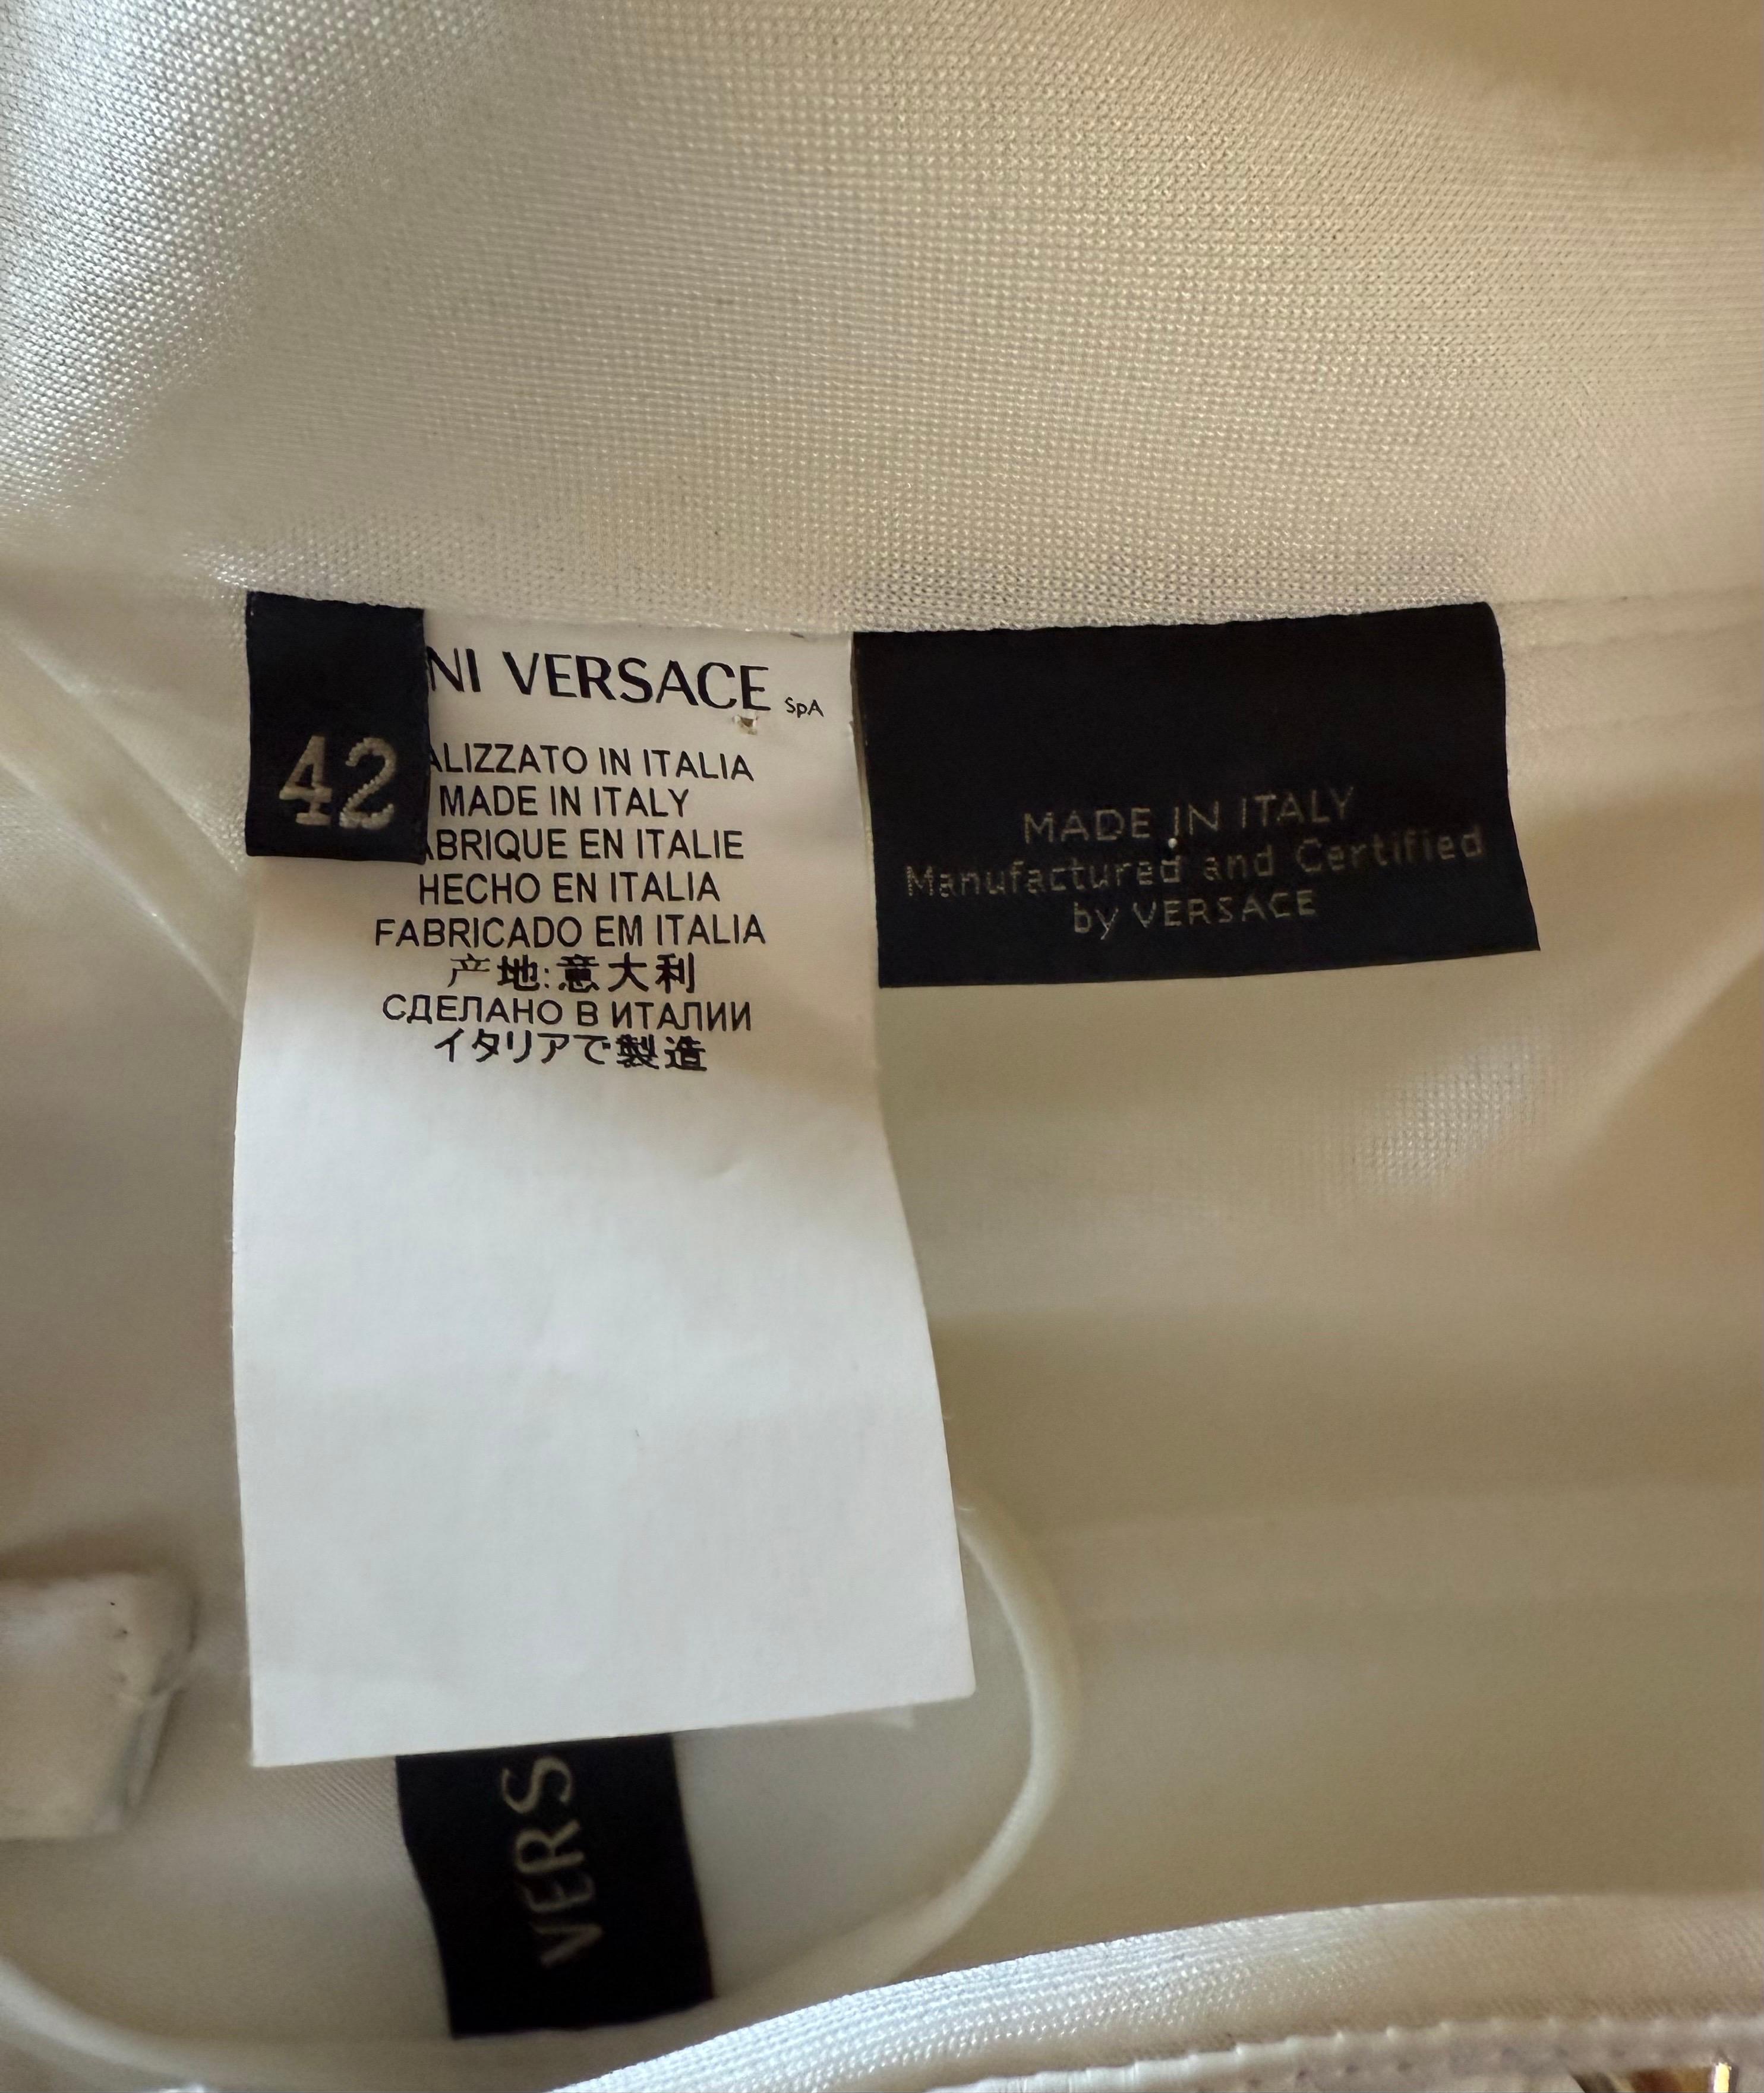 42
NI VERSACE SpA
ALIZZATO IN ITALIA
MADE IN ITALY
ABRIQUE EN ITALIE
HECHO EN ITALIA
FABRICADO EM ITALIA
产地:意大利
СДЕЛАНО В ИТАЛИИ
イタリアで製造
MADE IN ITALY
Manufactured and Certified
by VERSACE
VERS